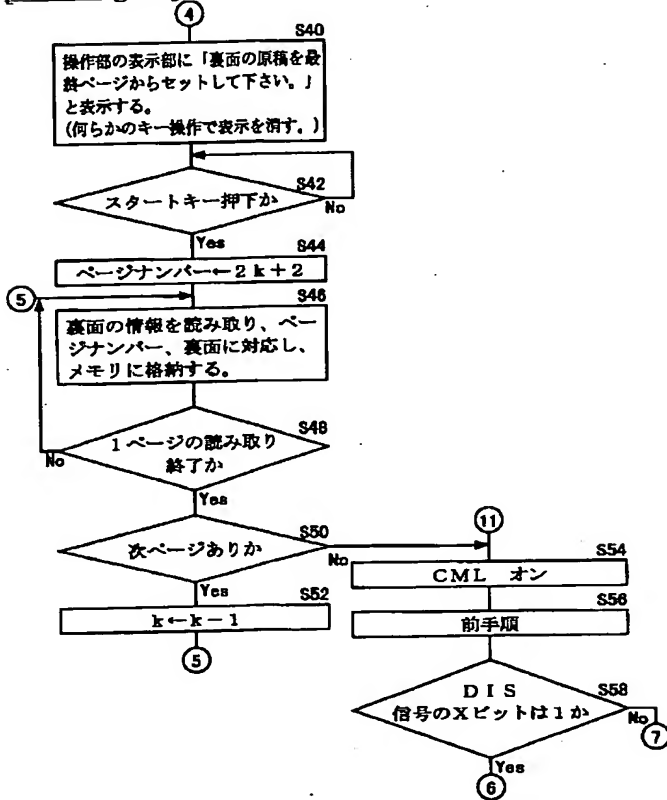 4
S40
操作部の表示部に「裏面の原稿を最
終ページからセットして下さい。」
と表示する。
(何らかのキー操作で表示を消す。)
S42
スタートキー押下か
No
Yes
S44
ページナンバー←2k+2
5
S46
裏面の情報を読み取り、ペー
ジナンバー、裏面に対応し、
メモリに格納する。
S48
1ページの読み取り
終了か
No
Yes
S50
次ページありか
No
Yes
S52
k←k-1
5
11
S54
CML オン
S56
前手順
S58
DIS
信号のXビットは1か
No
7
Yes
6